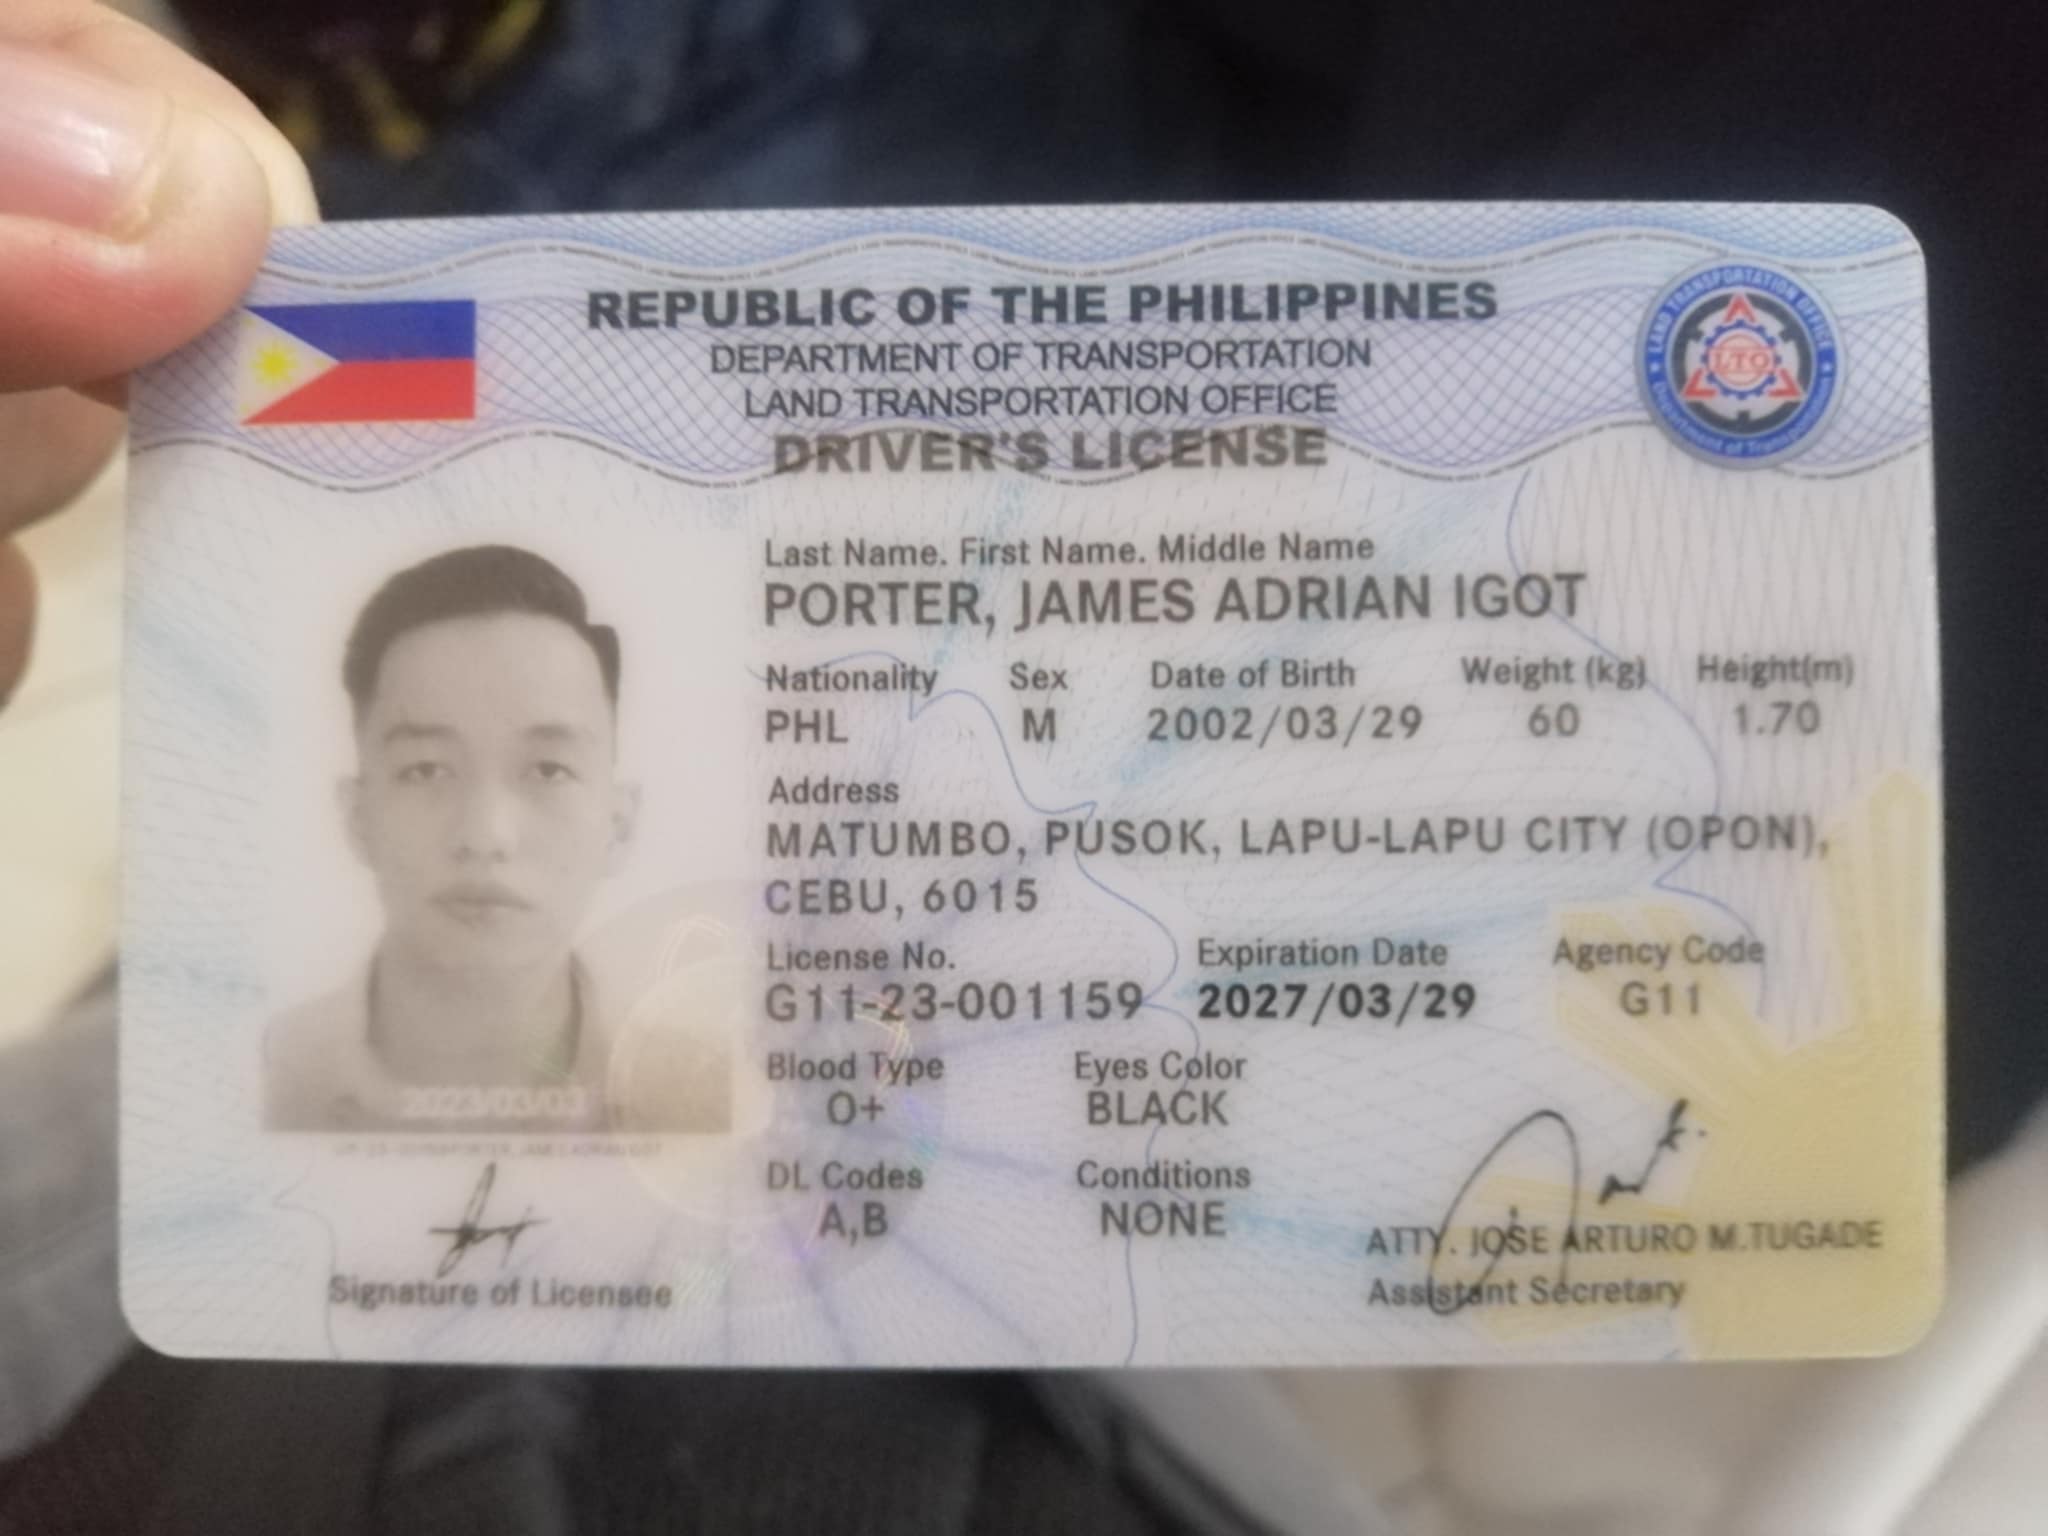 REPUBLIC OF THE PHILIPPINES
DEPARTMENT OF TRANSPORTATION
LAND TRANSPORTATION OFFICE
DRIVER'S LICENSE
LAND TRANSPORTATION OFFICE
LTO
Department of Transportation
Last Name. First Name. Middle Name
PORTER, JAMES ADRIAN IGOT
Nationality Sex Date of Birth Weight (kg) Height(m)
PHL M 2002/03/29 60 1.70
Address
MATUMBO, PUSOK, LAPU-LAPU CITY (OPON),
CEBU, 6015
License No. Expiration Date Agency Code
G11-23-001159 2027/03/29 G11
Blood Type Eyes Color
O+ BLACK
DL Codes Conditions
A,B NONE
2023/03/03
Signature of Licensee
ATTY. JOSE ARTURO M.TUGADE
Assistant Secretary